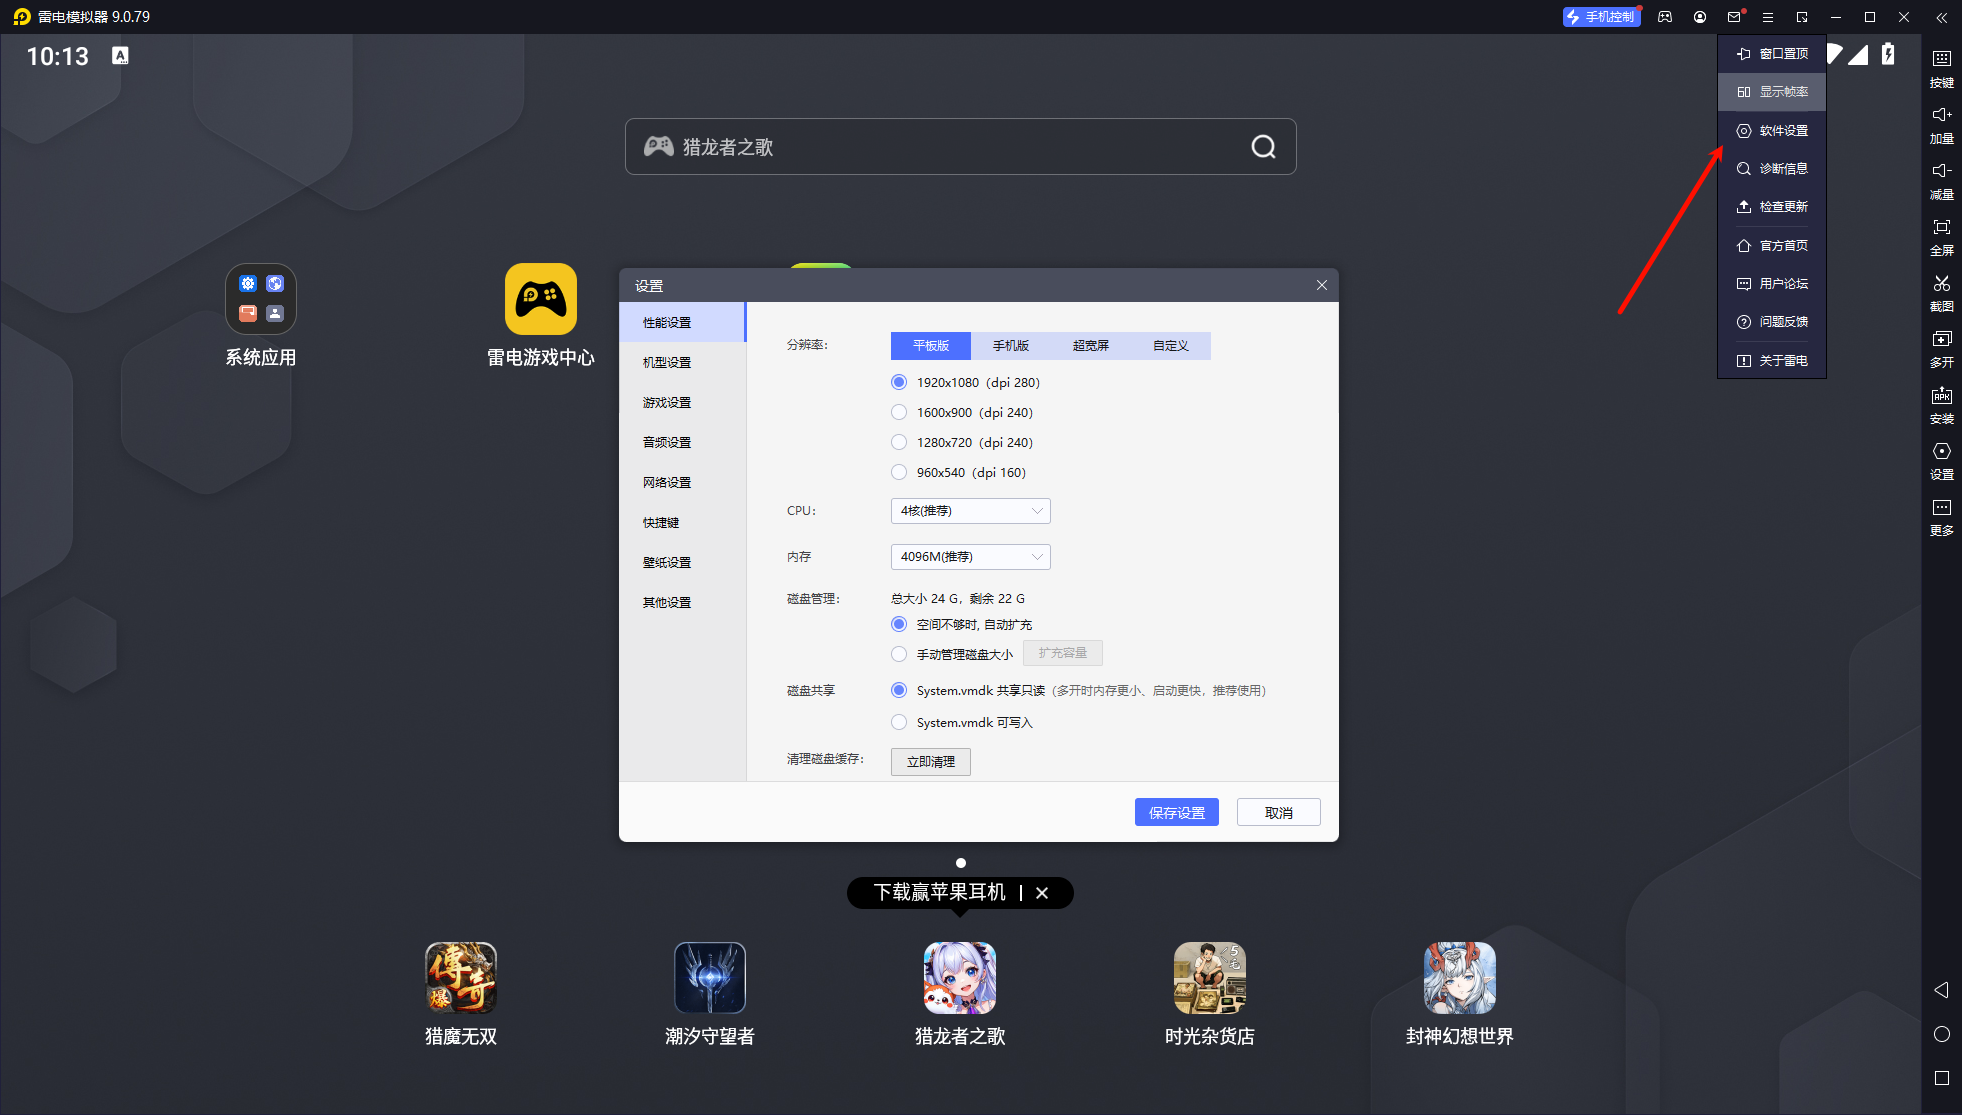 雷电模拟器 9.0.79
手机控制
10:13
A
窗口置顶
显示帧率
软件设置
诊断信息
检查更新
官方首页
用户论坛
问题反馈
关于雷电
按键
加量
减量
全屏
截图
多开
APK
安装
设置
更多
猎龙者之歌
系统应用
雷电游戏中心
设置
性能设置
机型设置
游戏设置
音频设置
网络设置
快捷键
壁纸设置
其他设置
分辨率：
平板版 手机版 超宽屏 自定义
1920x1080（dpi 280）
1600x900（dpi 240）
1280x720（dpi 240）
960x540（dpi 160）
CPU： 4核(推荐)
内存 4096M(推荐)
磁盘管理： 总大小 24 G，剩余 22 G
空间不够时, 自动扩充
手动管理磁盘大小 扩充容量
磁盘共享 System.vmdk 共享只读（多开时内存更小、启动更快，推荐使用）
System.vmdk 可写入
清理磁盘缓存： 立即清理
保存设置 取消
下载赢苹果耳机
傳奇
爆
5毛
猎魔无双
潮汐守望者
猎龙者之歌
时光杂货店
封神幻想世界